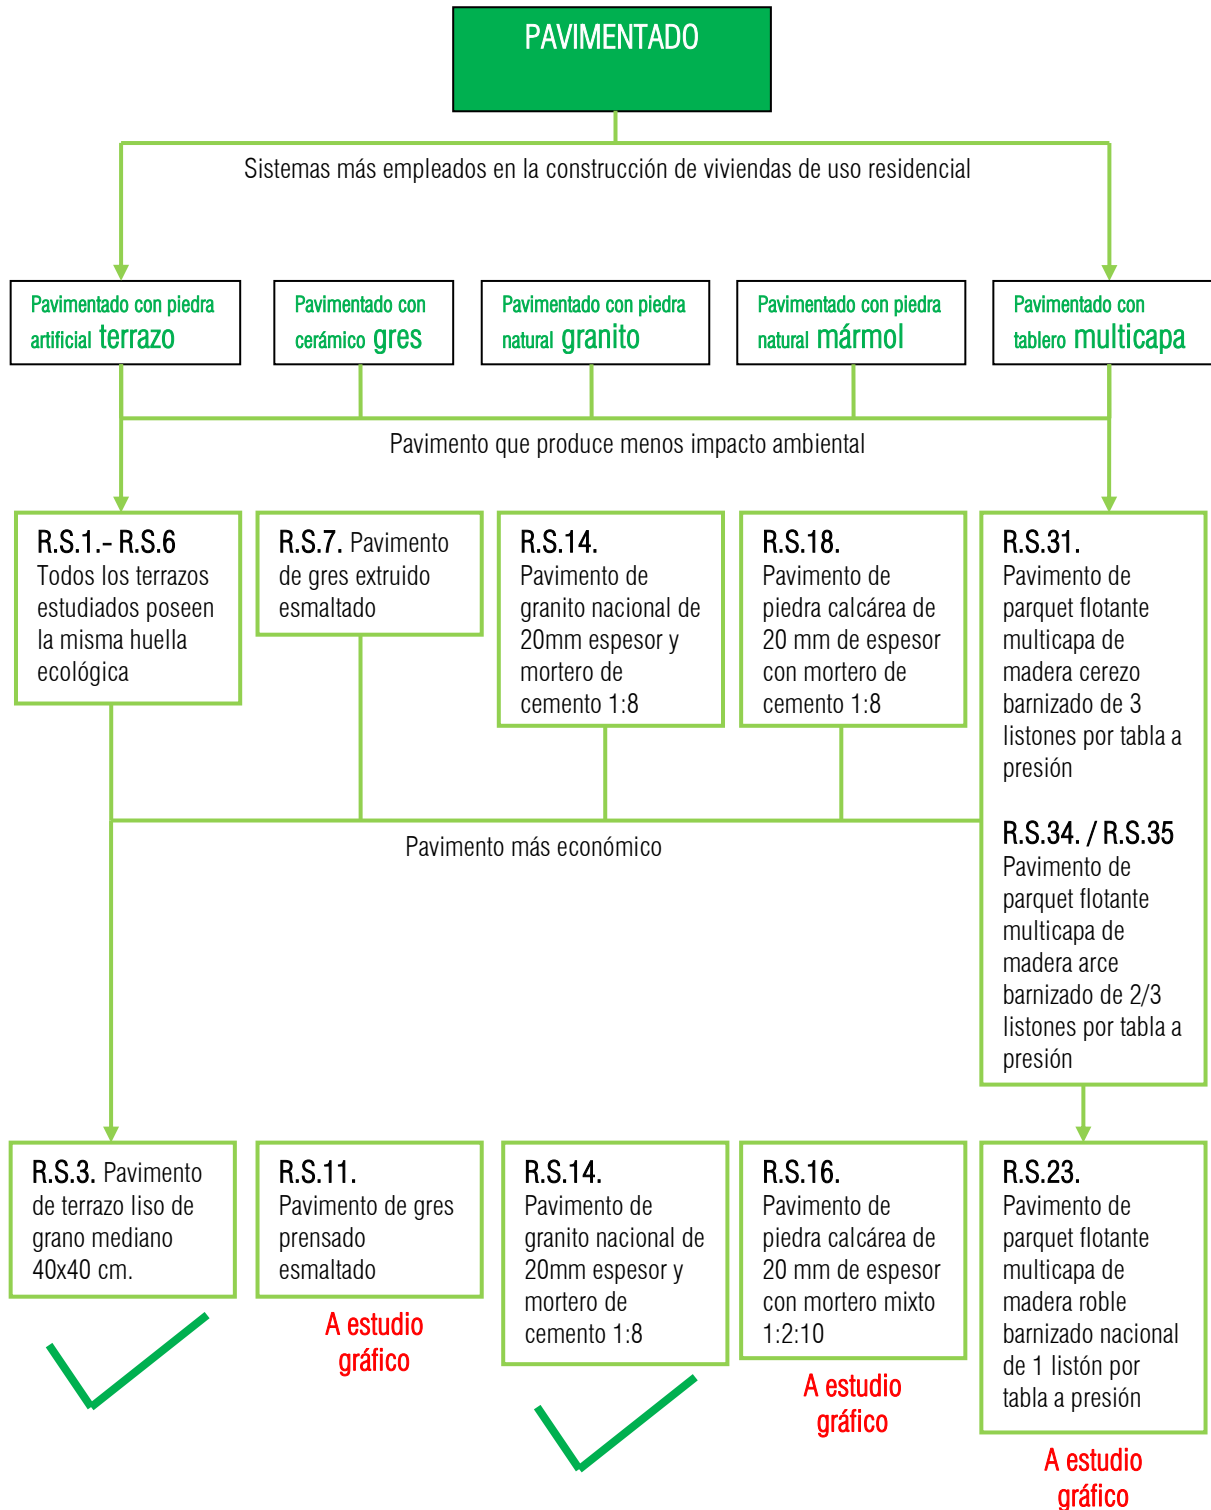 PAVIMENTADO
Sistemas más empleados en la construcción de viviendas de uso residencial
Pavimentado con piedra
artificial terrazo
Pavimentado con
cerámico gres
Pavimentado con piedra
natural granito
Pavimentado con piedra
natural mármol
Pavimentado con
tablero multicapa
Pavimento que produce menos impacto ambiental
R.S.1.- R.S.6
Todos los terrazos
estudiados poseen
la misma huella
ecológica
R.S.7. Pavimento
de gres extruido
esmaltado
R.S.14.
Pavimento de
granito nacional de
20mm espesor y
mortero de
cemento 1:8
R.S.18.
Pavimento de
piedra calcárea de
20 mm de espesor
con mortero de
cemento 1:8
R.S.31.
Pavimento de
parquet flotante
multicapa de
madera cerezo
barnizado de 3
listones por tabla a
presión
R.S.34. / R.S.35
Pavimento de
parquet flotante
multicapa de
madera arce
barnizado de 2/3
listones por tabla a
presión
Pavimento más económico
R.S.3. Pavimento
de terrazo liso de
grano mediano
40x40 cm.
R.S.11.
Pavimento de gres
prensado
esmaltado
A estudio
gráfico
R.S.14.
Pavimento de
granito nacional de
20mm espesor y
mortero de
cemento 1:8
R.S.16.
Pavimento de
piedra calcárea de
20 mm de espesor
con mortero mixto
1:2:10
A estudio
gráfico
R.S.23.
Pavimento de
parquet flotante
multicapa de
madera roble
barnizado nacional
de 1 listón por
tabla a presión
A estudio
gráfico